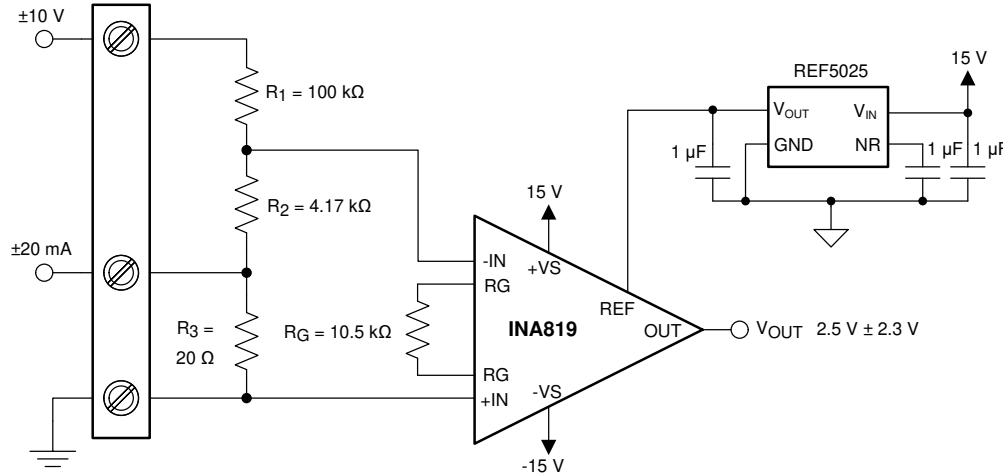 ±10 V
R1 = 100 kΩ
R2 = 4.17 kΩ
±20 mA
R3 =
20 Ω
RG = 10.5 kΩ
-IN
RG
RG
+IN
15 V
+VS
INA819
REF
OUT
-VS
-15 V
VOUT 2.5 V ± 2.3 V
REF5025
15 V
VOUT
VIN
GND
NR
1 µF
1 µF
1 µF